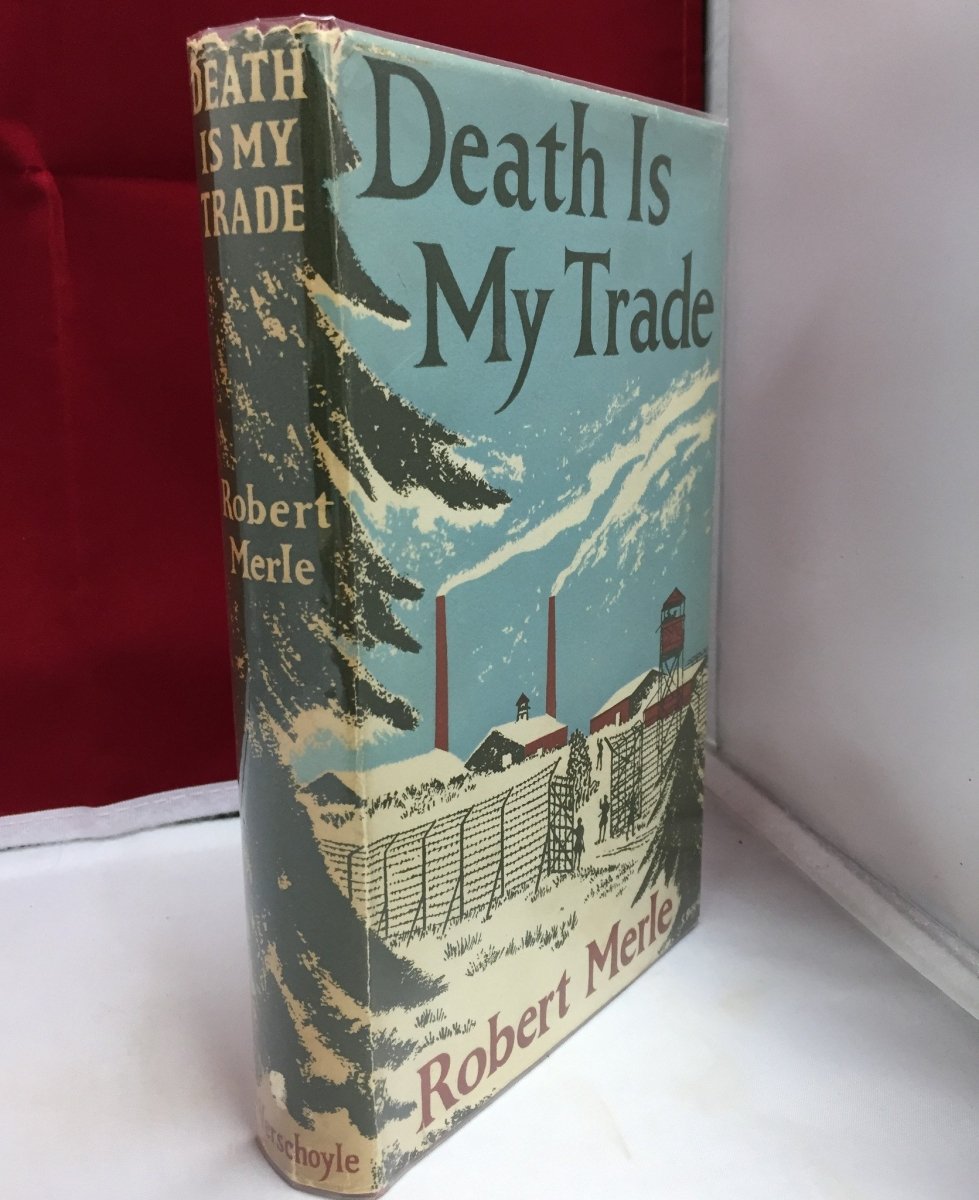 DEATH
IS MY
TRADE
Robert
Merle
Death Is
My Trade
Robert Merle